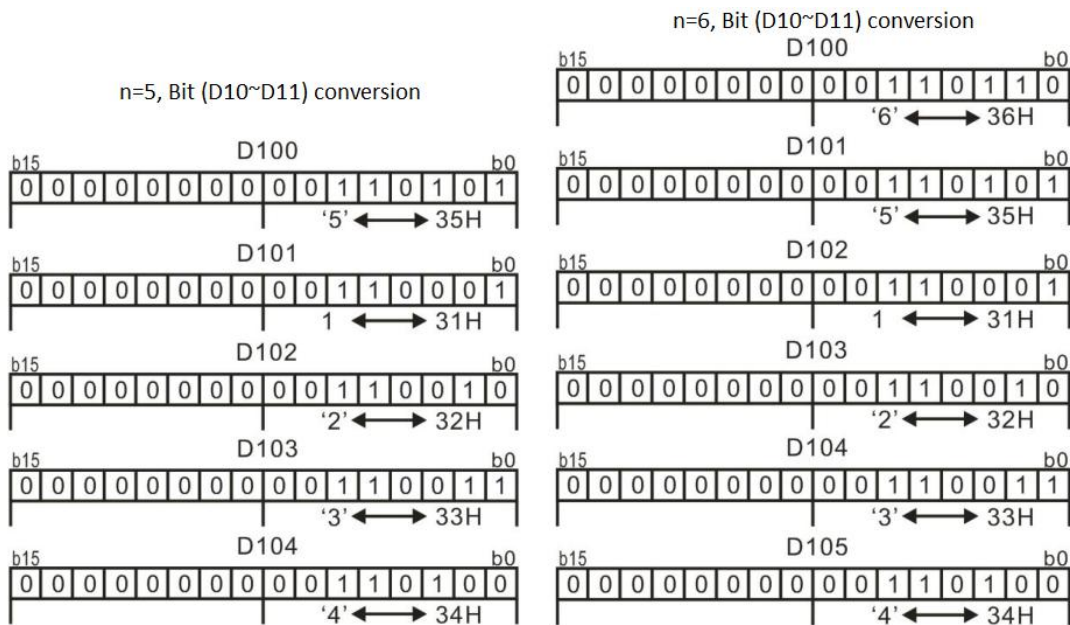 n=5, Bit (D10~D11) conversion
D100
b15 b0
0 0 0 0 0 0 0 0 0 0 1 1 0 1 0 1
‘5’ 35H
D101
b15 b0
0 0 0 0 0 0 0 0 0 0 1 1 0 0 0 1
1 31H
D102
b15 b0
0 0 0 0 0 0 0 0 0 0 1 1 0 0 1 0
‘2’ 32H
D103
b15 b0
0 0 0 0 0 0 0 0 0 0 1 1 0 0 1 1
‘3’ 33H
D104
b15 b0
0 0 0 0 0 0 0 0 0 0 1 1 0 1 0 0
‘4’ 34H
n=6, Bit (D10~D11) conversion
D100
b15 b0
0 0 0 0 0 0 0 0 0 0 1 1 0 1 1 0
‘6’ 36H
D101
b15 b0
0 0 0 0 0 0 0 0 0 0 1 1 0 1 0 1
‘5’ 35H
D102
b15 b0
0 0 0 0 0 0 0 0 0 0 1 1 0 0 0 1
1 31H
D103
b15 b0
0 0 0 0 0 0 0 0 0 0 1 1 0 0 1 0
‘2’ 32H
D104
b15 b0
0 0 0 0 0 0 0 0 0 0 1 1 0 0 1 1
‘3’ 33H
D105
b15 b0
0 0 0 0 0 0 0 0 0 0 1 1 0 1 0 0
‘4’ 34H